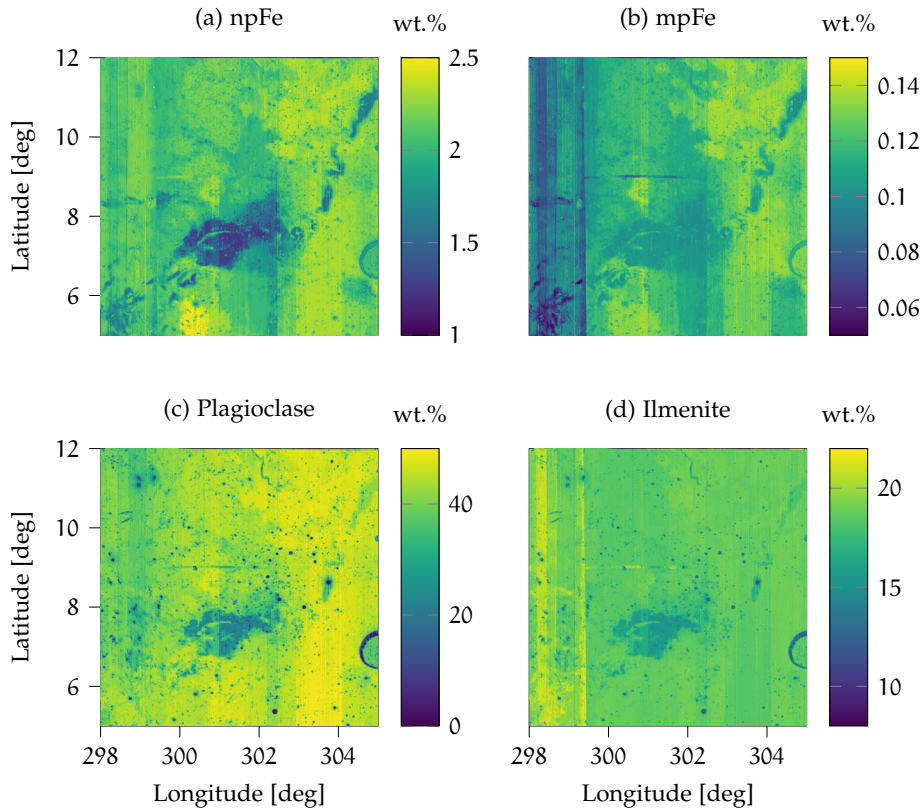 (a) npFe
wt.%
(b) mpFe
wt.%
12
10
8
6
Latitude [deg]
2.5
2
1.5
1
0.14
0.12
0.1
0.08
0.06
(c) Plagioclase
wt.%
(d) Ilmenite
wt.%
12
10
8
6
Latitude [deg]
40
20
0
20
15
10
298
300
302
304
Longitude [deg]
298
300
302
304
Longitude [deg]